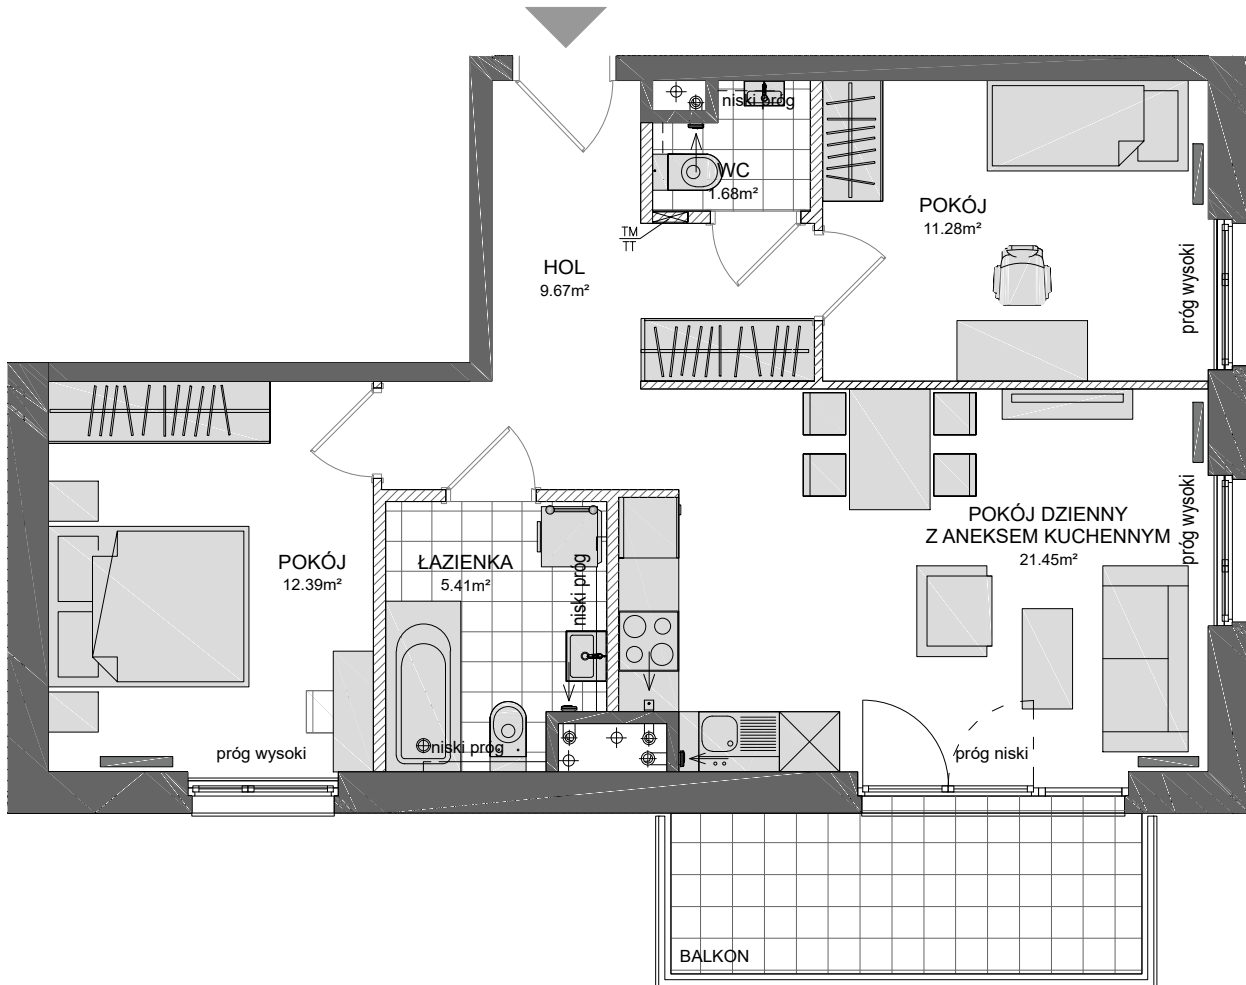 niski próg
WC
1.68m²
POKÓJ
11.28m²
TM
TT
HOL
9.67m²
próg wysoki
POKÓJ DZIENNY
Z ANEKSEM KUCHENNYM
21.45m²
próg wysoki
POKÓJ
12.39m²
ŁAZIENKA
5.41m²
niski próg
niski próg
próg wysoki
próg niski
BALKON